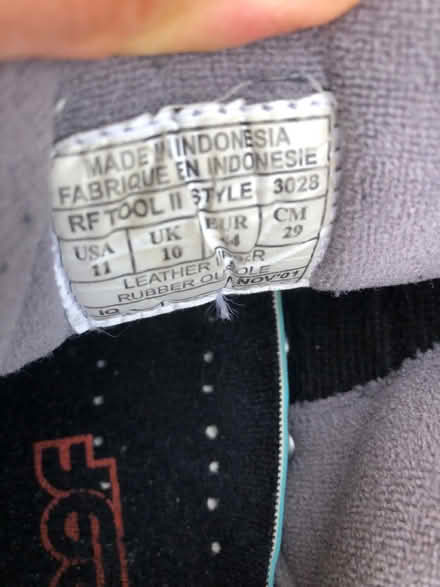 MADE IN INDONESIA
FABRIQUE EN INDONESIE
RF TOOL II STYLE 3028
USA UK EUR CM
11 10 29
LEATHER
RUBBER
NOV'01